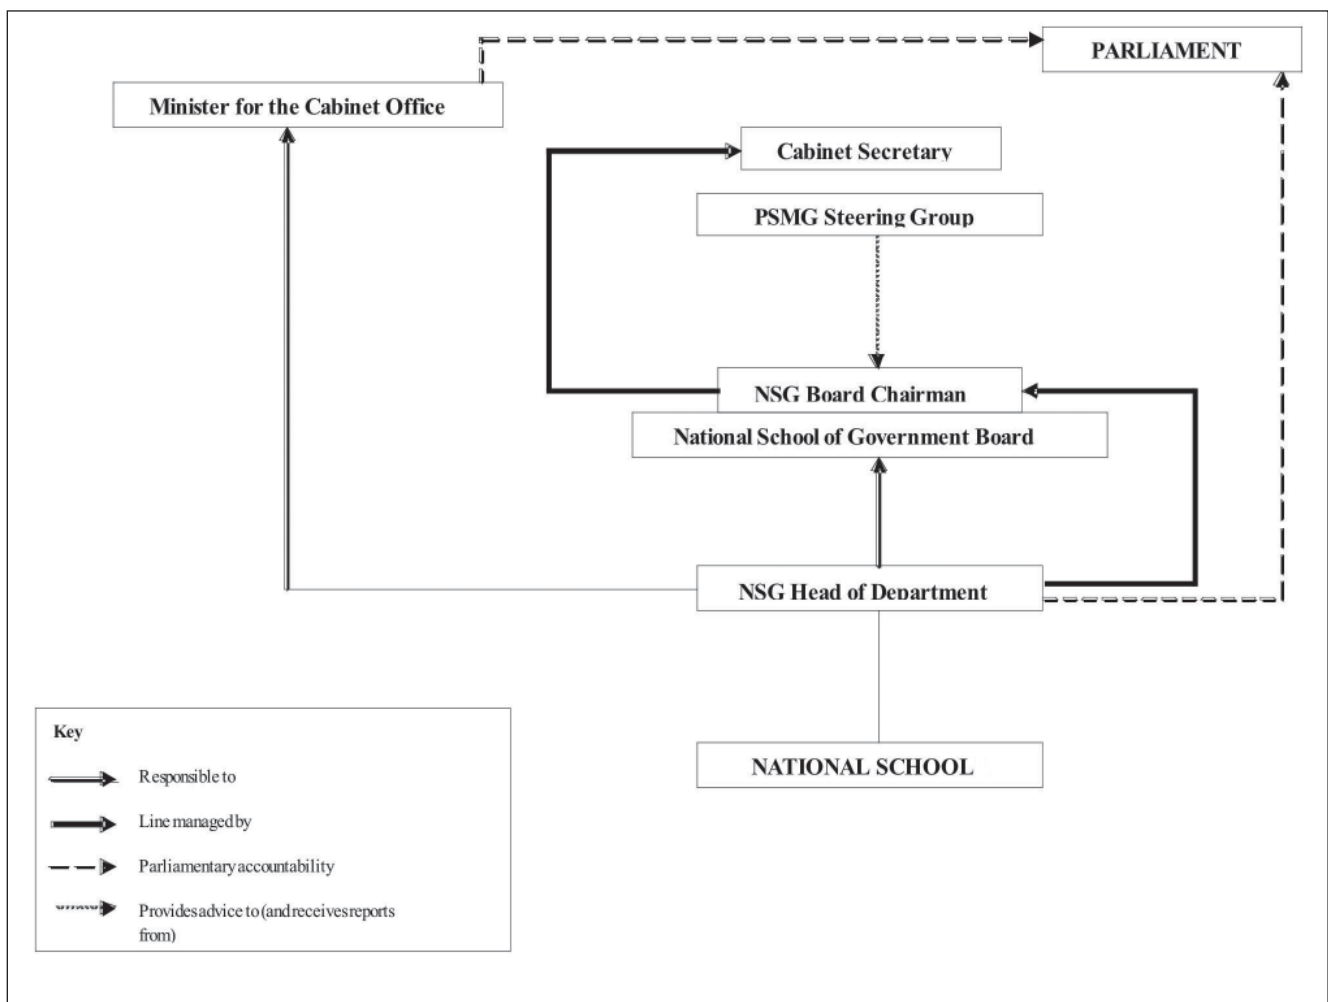 PARLIAMENT
Minister for the Cabinet Office
Cabinet Secretary
PSMG Steering Group
NSG Board Chairman
National School of Government Board
NSG Head of Department
NATIONAL SCHOOL
Key
Responsible to
Line managed by
Parliamentary accountability
Provides advice to (and receives reports
from)